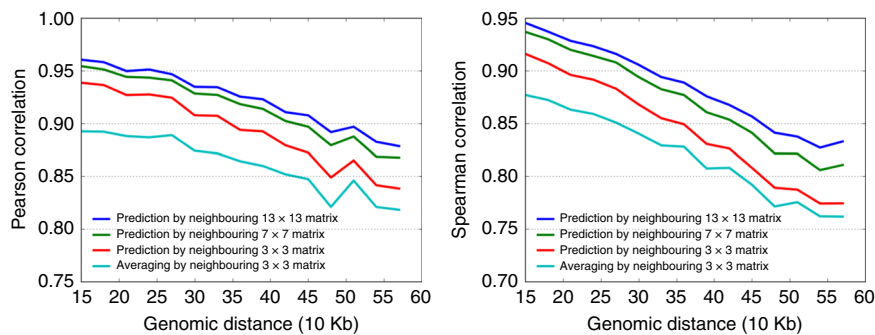 1.00
0.95
0.90
0.85
0.80
0.75
Pearson correlation
Prediction by neighbouring 13 × 13 matrix
Prediction by neighbouring 7 × 7 matrix
Prediction by neighbouring 3 × 3 matrix
Averaging by neighbouring 3 × 3 matrix
15 20 25 30 35 40 45 50 55 60
Genomic distance (10 Kb)
0.95
0.90
0.85
0.80
0.75
0.70
Spearman correlation
Prediction by neighbouring 13 × 13 matrix
Prediction by neighbouring 7 × 7 matrix
Prediction by neighbouring 3 × 3 matrix
Averaging by neighbouring 3 × 3 matrix
15 20 25 30 35 40 45 50 55 60
Genomic distance (10 Kb)